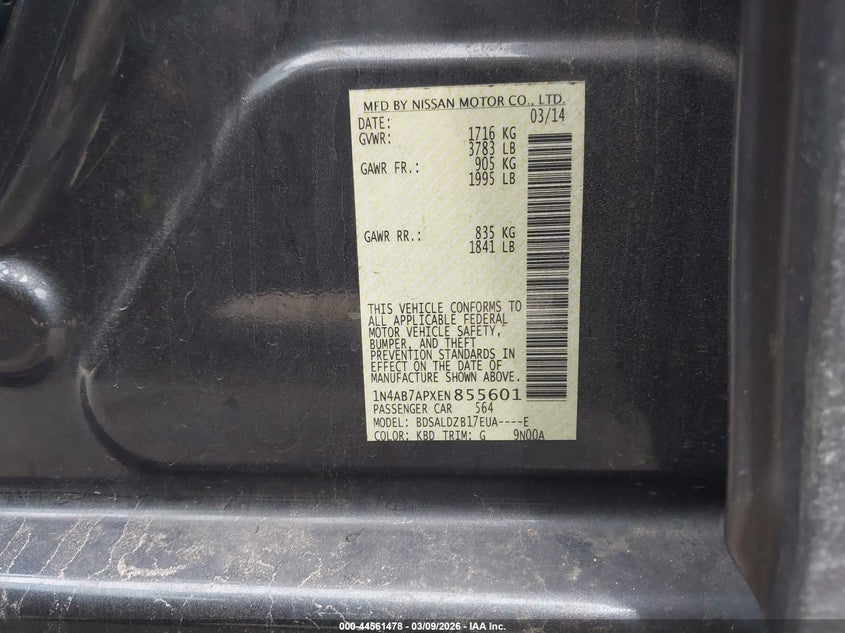 MFD BY NISSAN MOTOR CO., LTD.
DATE: 03/14
GVWR: 1716 KG
3783 LB
GAWR FR.: 905 KG
1995 LB
GAWR RR.: 835 KG
1841 LB
THIS VEHICLE CONFORMS TO
ALL APPLICABLE FEDERAL
MOTOR VEHICLE SAFETY,
BUMPER, AND THEFT
PREVENTION STANDARDS IN
EFFECT ON THE DATE OF
MANUFACTURE SHOWN ABOVE.
1N4AB7APXEN855601
PASSENGER CAR 564
MODEL: BDSALDZB17EUA----E
COLOR: KBD TRIM: G 9N00A
000-44561478 - 03/09/2026 - IAA Inc.